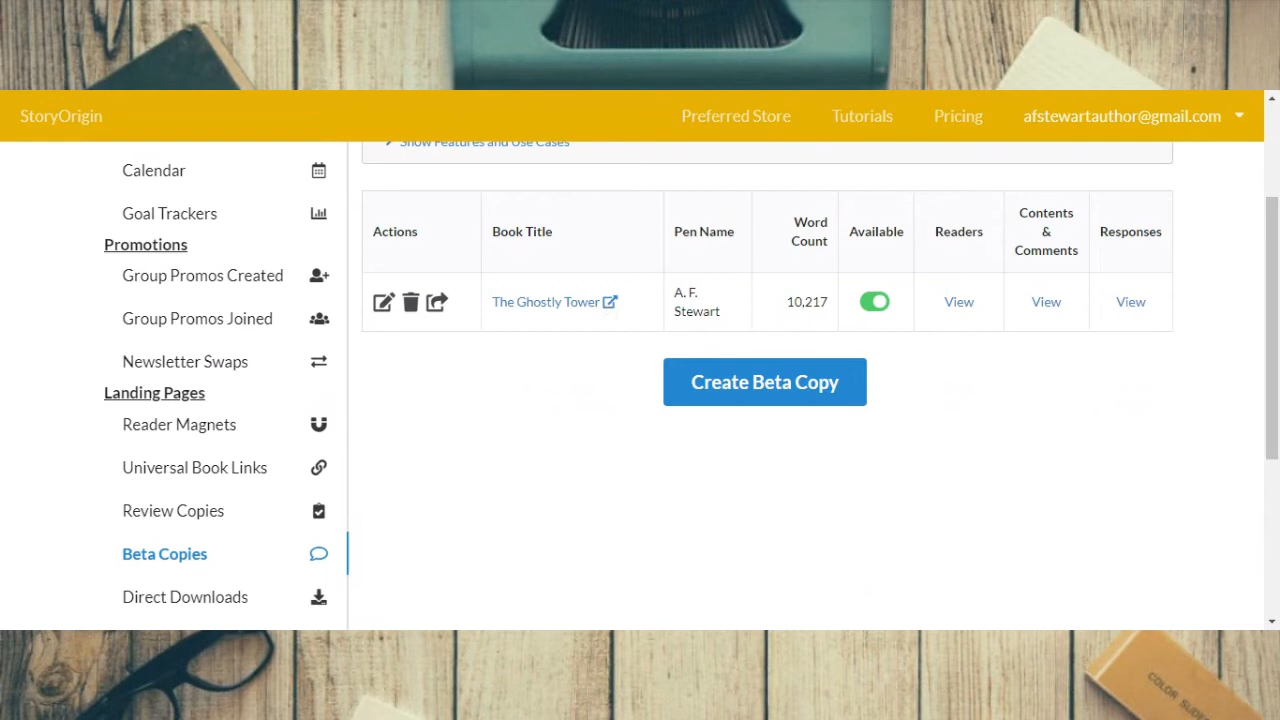 StoryOrigin
Preferred Store
Tutorials
Pricing
afstewartauthor@gmail.com
Calendar
Goal Trackers
Promotions
Group Promos Created
Group Promos Joined
Newsletter Swaps
Landing Pages
Reader Magnets
Universal Book Links
Review Copies
Beta Copies
Direct Downloads
Show Features and Use Cases
Actions
Book Title
Pen Name
Word
Count
Available
Readers
Contents
&
Comments
Responses
The Ghostly Tower
A. F.
Stewart
10,217
View
View
View
Create Beta Copy